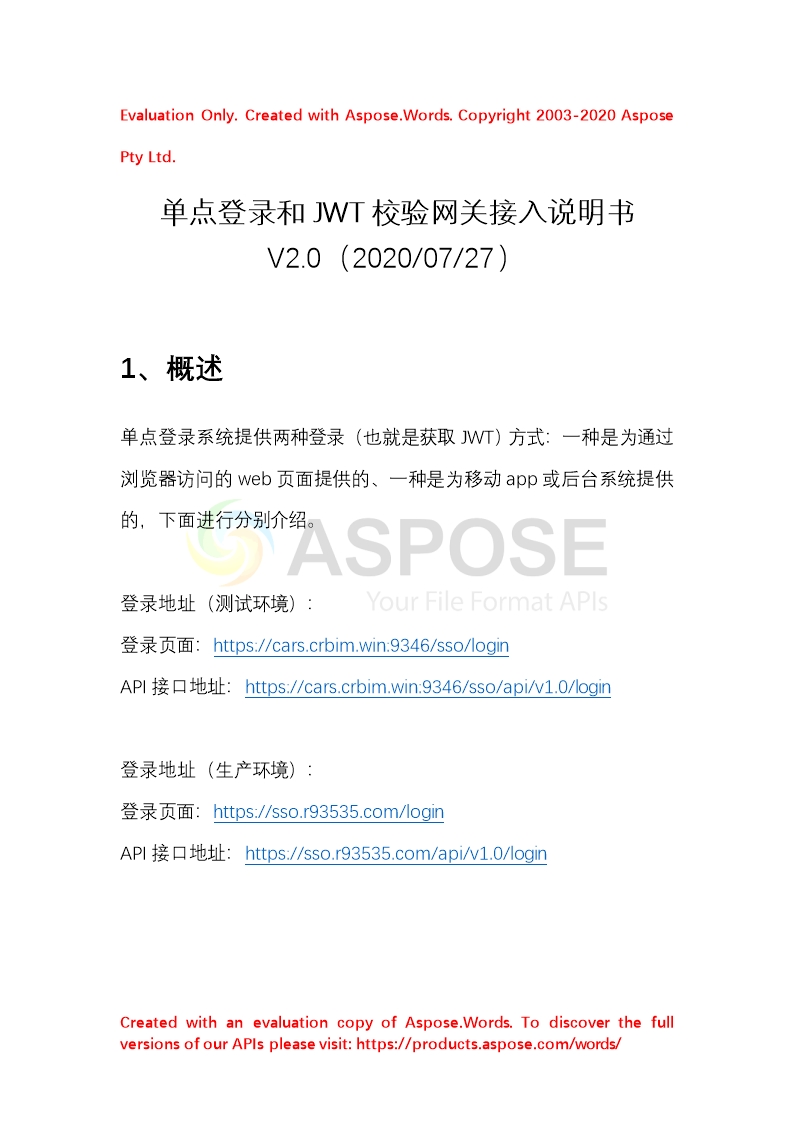 Evaluation Only. Created with Aspose.Words. Copyright 2003-2020 Aspose
Pty Ltd.
单点登录和 JWT 校验网关接入说明书
V2.0（2020/07/27）
1、概述
单点登录系统提供两种登录（也就是获取 JWT）方式：一种是为通过
浏览器访问的 web 页面提供的、一种是为移动 app 或后台系统提供
的，下面进行分别介绍。
ASPOSE
Your File Format APIs
登录地址（测试环境）：
登录页面：https://cars.crbim.win:9346/sso/login
API 接口地址：https://cars.crbim.win:9346/sso/api/v1.0/login
登录地址（生产环境）：
登录页面：https://sso.r93535.com/login
API 接口地址：https://sso.r93535.com/api/v1.0/login
Created with an evaluation copy of Aspose.Words. To discover the full
versions of our APIs please visit: https://products.aspose.com/words/